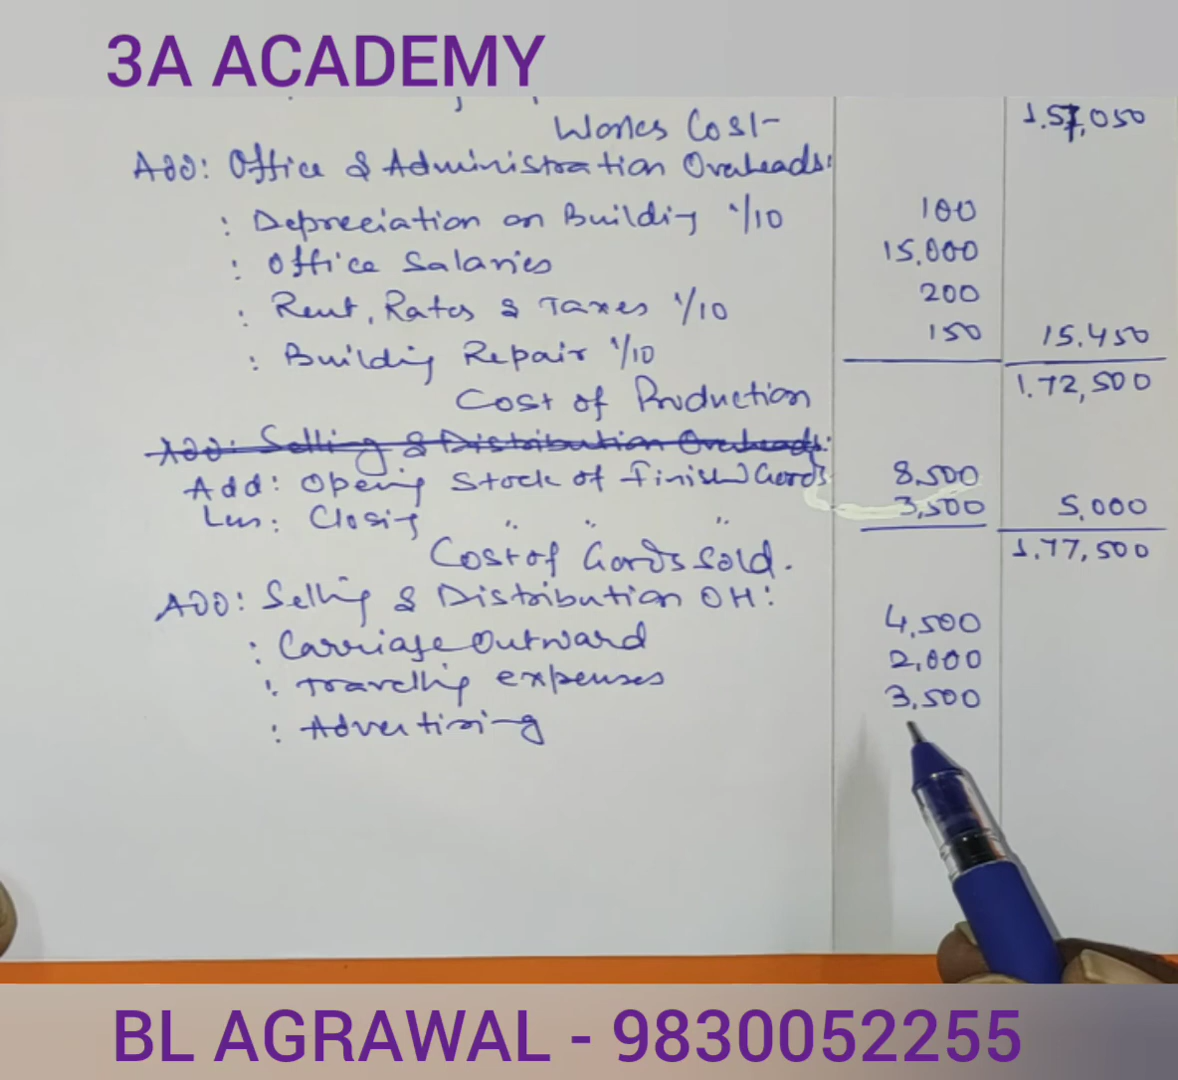 3A ACADEMY
Works Cost 1.57,050
Add: Office & Administration Overheads:
: Depreciation on Building 1/10 100
: Office Salaries 15,000
: Rent, Rates & Taxes 1/10 200
: Building Repair 1/10 150 15.450
Cost of Production 1.72,500
Add: Selling & Distribution Overheads:
Add: Opening Stock of Finished Goods 8,500
Less: Closing " " " 3,500 5,000
Cost of Goods Sold. 1.77,500
Add: Selling & Distribution OH:
: Carriage Outward 4,500
: Travelling expenses 2,000
: Advertising 3,500
BL AGRAWAL - 9830052255